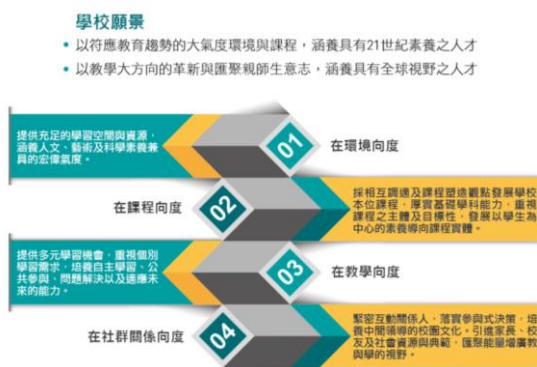 學校願景
• 以符應教育趨勢的大氣度環境與課程，涵養具有21世紀素養之人才
• 以教學大方向的革新與匯聚親師生意志，涵養具有全球視野之人才
提供充足的學習空間與資源，
涵養人文、藝術及科學素養兼
具的宏偉氣度。
01
在環境向度
在課程向度
02
採相互調適及課程塑造觀點發展學校
本位課程，厚實基礎學科能力，重視
課程之主體及目標性，發展以學生為
中心的素養導向課程實體。
提供多元學習機會，重視個別
學習需求，培養自主學習、公
共參與、問題解決以及適應未
來的能力。
03
在教學向度
在社群關係向度
04
緊密互動關係人，落實參與式決策，培
養中間領導的校園文化。引進家長、校
友及社會資源與典範，匯聚能量增廣教
與學的視野。